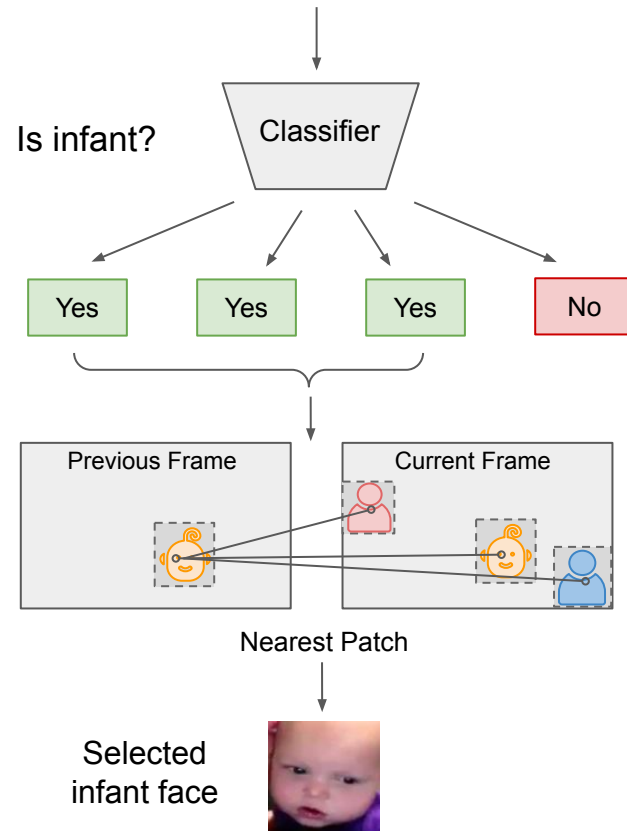 Is infant?
Classifier
Yes
Yes
Yes
No
Previous Frame
Current Frame
Nearest Patch
Selected
infant face